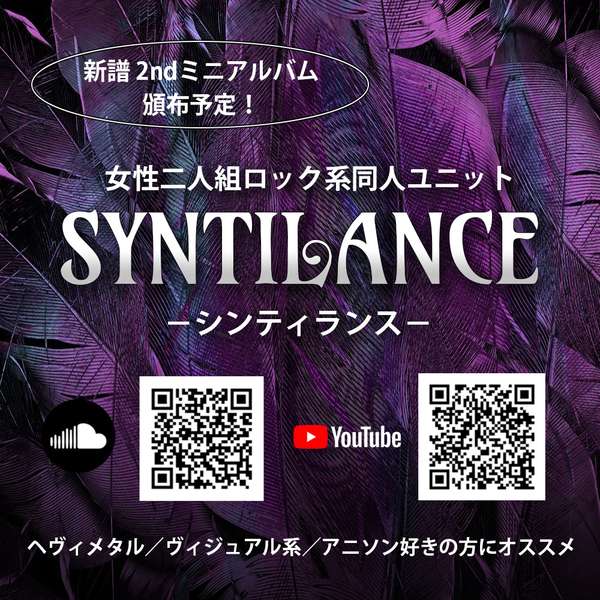 新譜 2ndミニアルバム
頒布予定！
女性二人組ロック系同人ユニット
SYNTILANCE
－シンティランス－
YouTube
ヘヴィメタル／ヴィジュアル系／アニソン好きの方にオススメ